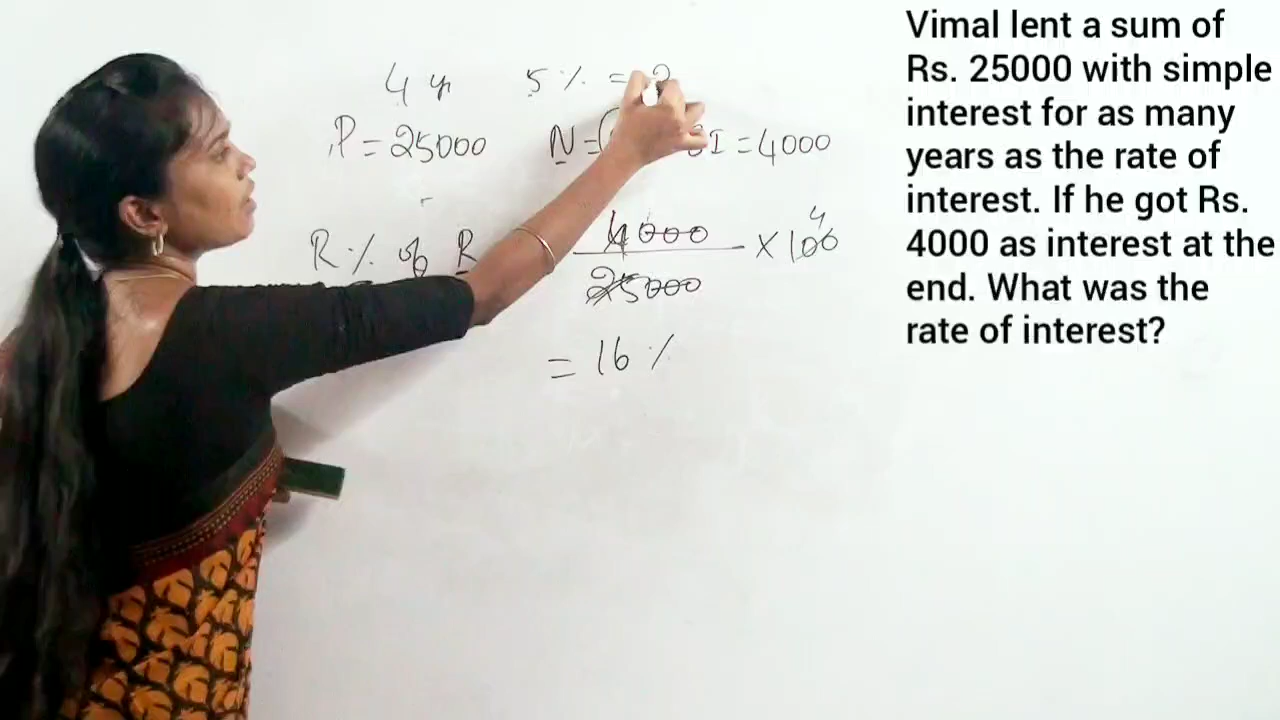 4 yr 5 % = 2
P = 25000 N = SI = 4000
R % of R 4000 / 25000 × 100 4
= 16 %
Vimal lent a sum of
Rs. 25000 with simple
interest for as many
years as the rate of
interest. If he got Rs.
4000 as interest at the
end. What was the
rate of interest?